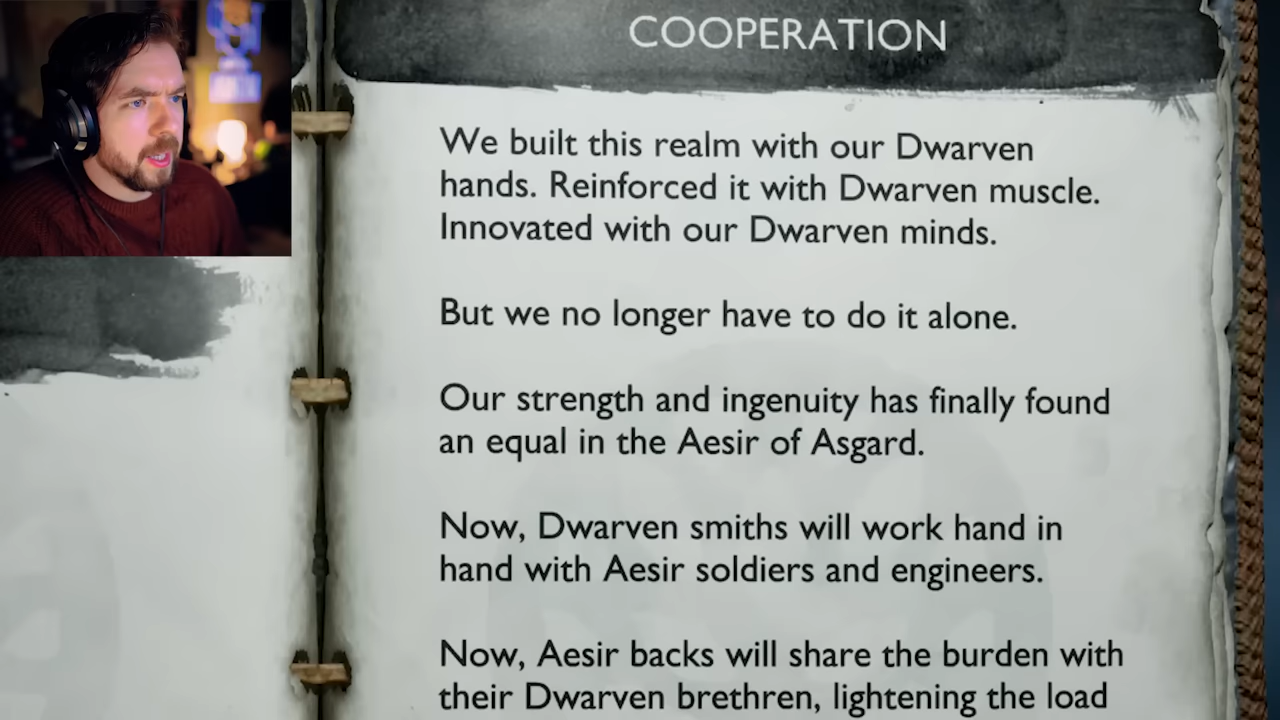 COOPERATION
We built this realm with our Dwarven
hands. Reinforced it with Dwarven muscle.
Innovated with our Dwarven minds.
But we no longer have to do it alone.
Our strength and ingenuity has finally found
an equal in the Aesir of Asgard.
Now, Dwarven smiths will work hand in
hand with Aesir soldiers and engineers.
Now, Aesir backs will share the burden with
their Dwarven brethren, lightening the load